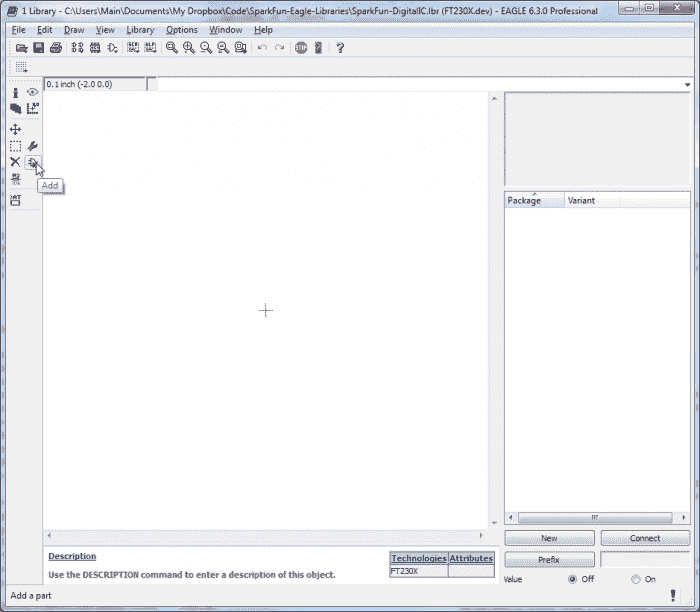 1 Library - C:\Users\Main\Documents\My Dropbox\Code\SparkFun-Eagle-Libraries\SparkFun-DigitalIC.lbr (FT230X.dev) - EAGLE 6.3.0 Professional
File Edit Draw View Library Options Window Help
STOP
0.1 inch (-2.0 0.0)
Add
Package Variant
New Connect
Prefix
Description
Technologies Attributes
Use the DESCRIPTION command to enter a description of this object.
FT230X
Value Off On
Add a part